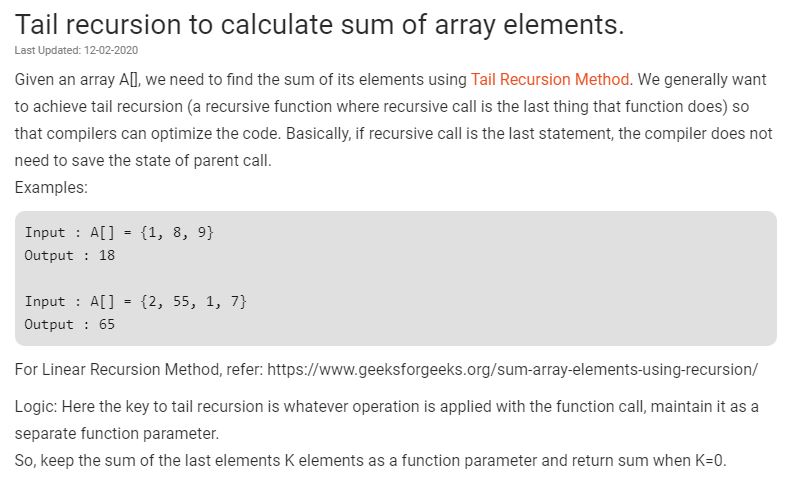 Tail recursion to calculate sum of array elements.
Last Updated: 12-02-2020
Given an array A[], we need to find the sum of its elements using Tail Recursion Method. We generally want
to achieve tail recursion (a recursive function where recursive call is the last thing that function does) so
that compilers can optimize the code. Basically, if recursive call is the last statement, the compiler does not
need to save the state of parent call.
Examples:
Input : A[] = {1, 8, 9}
Output : 18
Input : A[] = {2, 55, 1, 7}
Output : 65
For Linear Recursion Method, refer: https://www.geeksforgeeks.org/sum-array-elements-using-recursion/
Logic: Here the key to tail recursion is whatever operation is applied with the function call, maintain it as a
separate function parameter.
So, keep the sum of the last elements K elements as a function parameter and return sum when K=0.